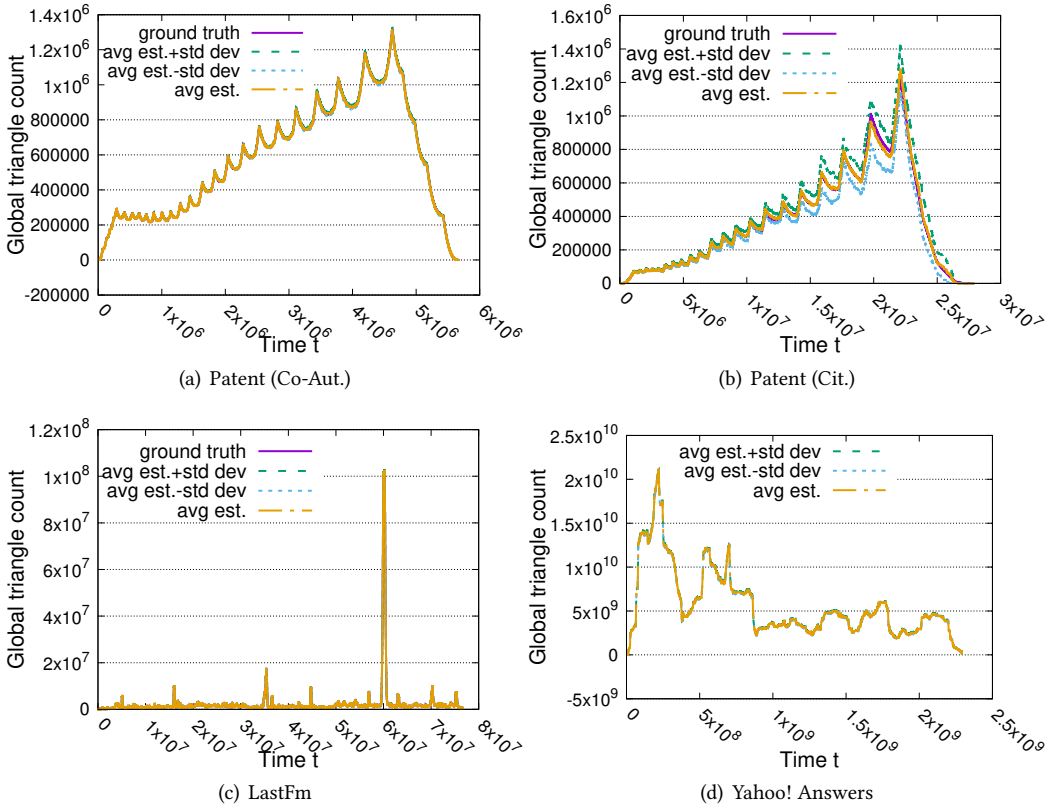 1.4x10^6
1.2x10^6
1x10^6
800000
600000
400000
200000
0
-200000
Global triangle count
ground truth
avg est.+std dev
avg est.-std dev
avg est.
0
1x10^6
2x10^6
3x10^6
4x10^6
5x10^6
6x10^6
Time t
(a) Patent (Co-Aut.)
1.6x10^6
1.4x10^6
1.2x10^6
1x10^6
800000
600000
400000
200000
0
Global triangle count
ground truth
avg est.+std dev
avg est.-std dev
avg est.
0
5x10^6
1x10^7
1.5x10^7
2x10^7
2.5x10^7
3x10^7
Time t
(b) Patent (Cit.)
1.2x10^8
1x10^8
8x10^7
6x10^7
4x10^7
2x10^7
0
Global triangle count
ground truth
avg est.+std dev
avg est.-std dev
avg est.
0
1x10^7
2x10^7
3x10^7
4x10^7
5x10^7
6x10^7
7x10^7
8x10^7
Time t
(c) LastFm
2.5x10^10
2x10^10
1.5x10^10
1x10^10
5x10^9
0
-5x10^9
Global triangle count
avg est.+std dev
avg est.-std dev
avg est.
0
5x10^8
1x10^9
1.5x10^9
2x10^9
2.5x10^9
Time t
(d) Yahoo! Answers